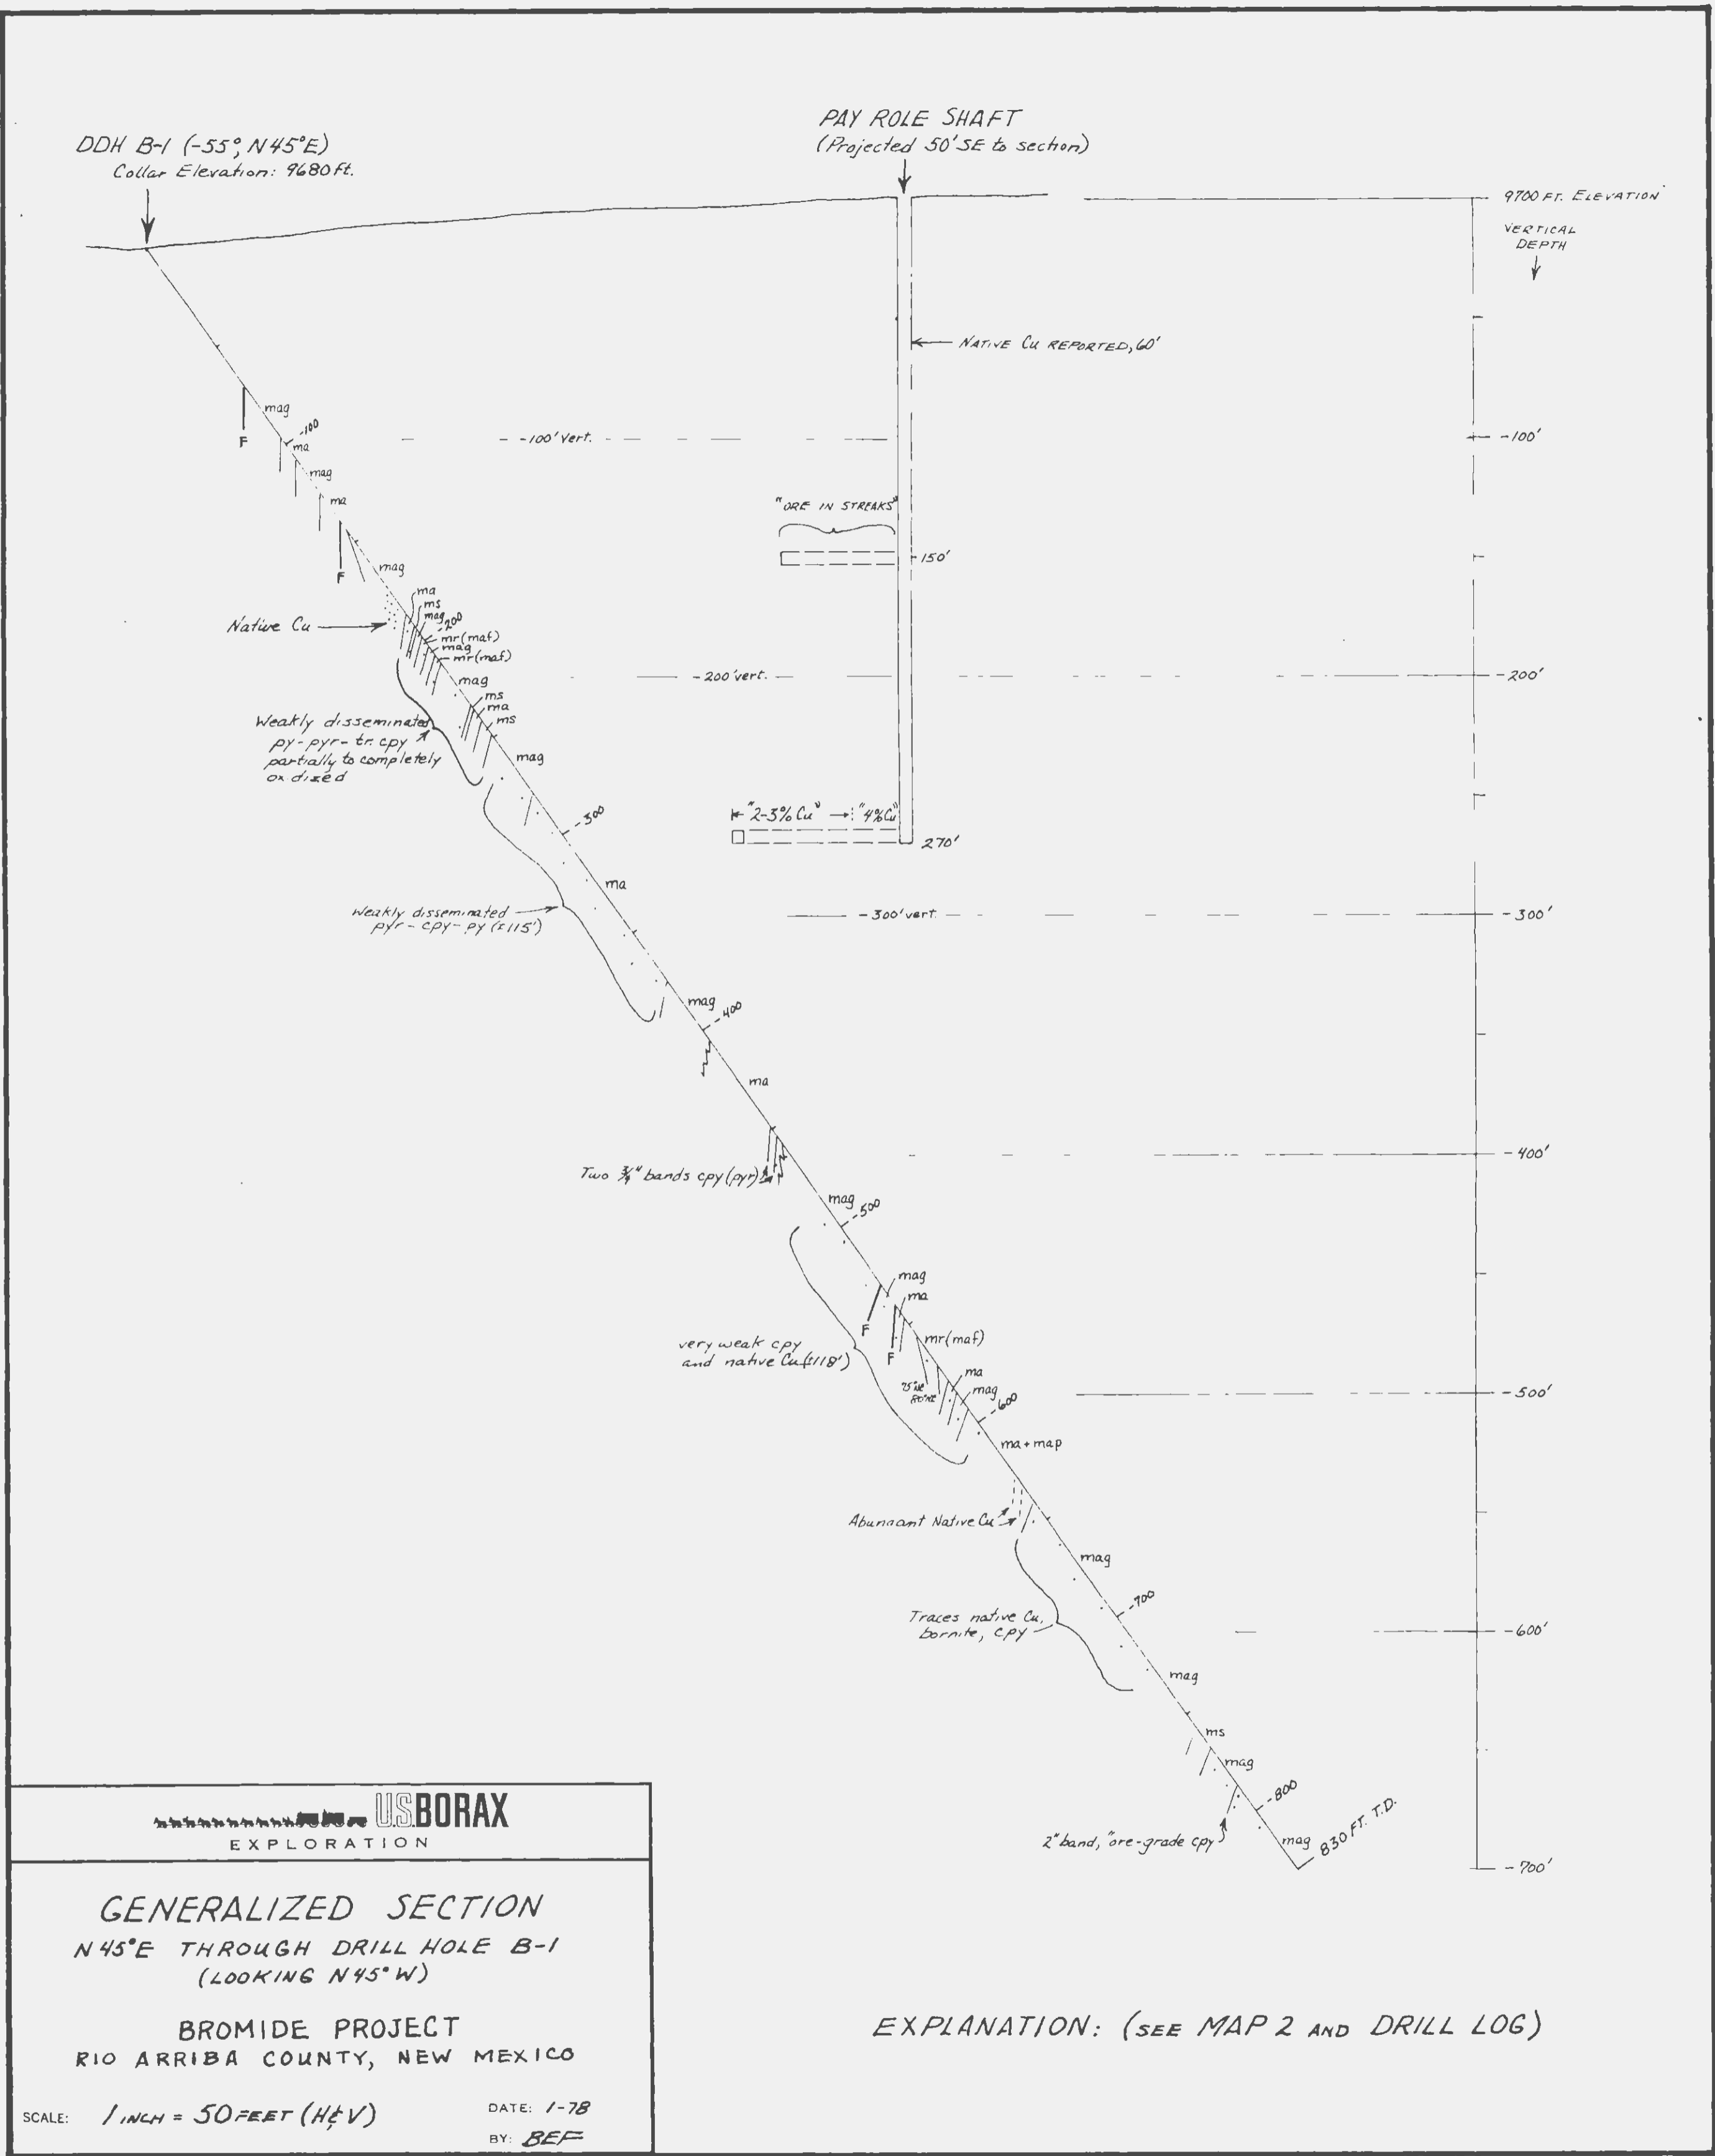 PAY ROLE SHAFT
(Projected 50' SE to section)
DDH B-1 (-55°, N45°E)
Collar Elevation: 9680 ft.
9700 FT. ELEVATION
VERTICAL
DEPTH
NATIVE Cu REPORTED, 60'
mag
F
-100
ma
mag
ma
F
- -100' vert.
-100'
"ORE IN STREAKS"
-150'
mag
ma
ms
mag
-200
mr(maf)
mag
mr(maf)
Native Cu
mag
-200' vert.
-200'
ms
ma
ms
Weakly disseminated
py-pyr-tr. cpy
partially to completely
oxidized
mag
-300
"2-3% Cu" "4% Cu"
270'
ma
Weakly disseminated
pyr-cpy-py (±115')
-300' vert.
-300'
mag
-400
ma
Two 3/4" bands cpy (pyr)
-400'
mag
-500
mag
ma
F
F
mr(maf)
very weak cpy
and native Cu (±118')
75° NE
80° NE
ma
mag
-600
-500'
ma + map
Abundant Native Cu
mag
-700
Traces native Cu,
bornite, cpy
-600'
mag
ms
mag
-800
2" band, "ore-grade cpy
mag
830 FT. T.D.
-700'
U.S. BORAX
EXPLORATION
GENERALIZED SECTION
N 45°E THROUGH DRILL HOLE B-1
(LOOKING N45°W)
BROMIDE PROJECT
RIO ARRIBA COUNTY, NEW MEXICO
SCALE: 1 INCH = 50 FEET (H&V)
DATE: 1-78
BY: BEF
EXPLANATION: (SEE MAP 2 AND DRILL LOG)